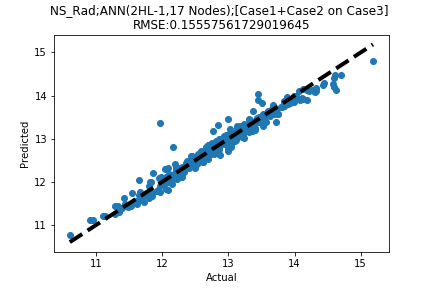 NS_Rad;ANN(2HL-1,17 Nodes);[Case1+Case2 on Case3]
RMSE:0.15557561729019645
15
14
13
12
11
Predicted
11
12
13
14
15
Actual